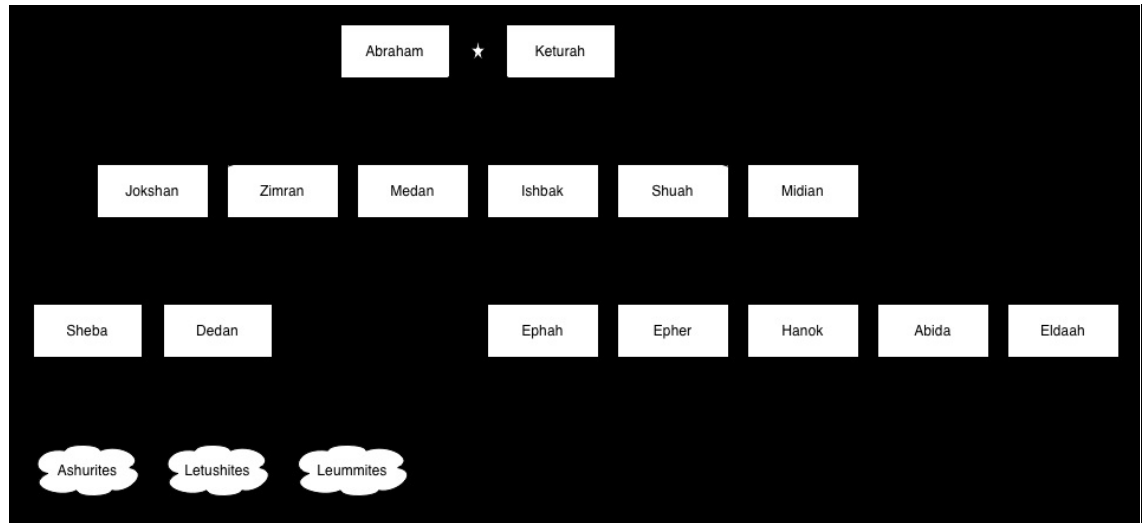 Abraham Keturah
Jokshan Zimran Medan Ishbak Shuah Midian
Sheba Dedan Ephah Epher Hanok Abida Eldaah
Ashurites Letushites Leummites